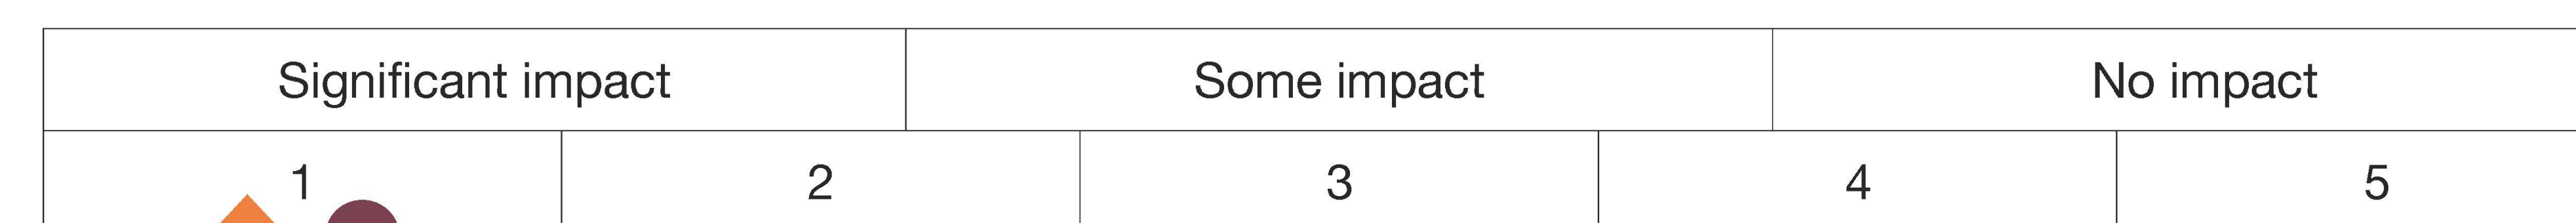 Significant impact Some impact No impact
1 2 3 4 5